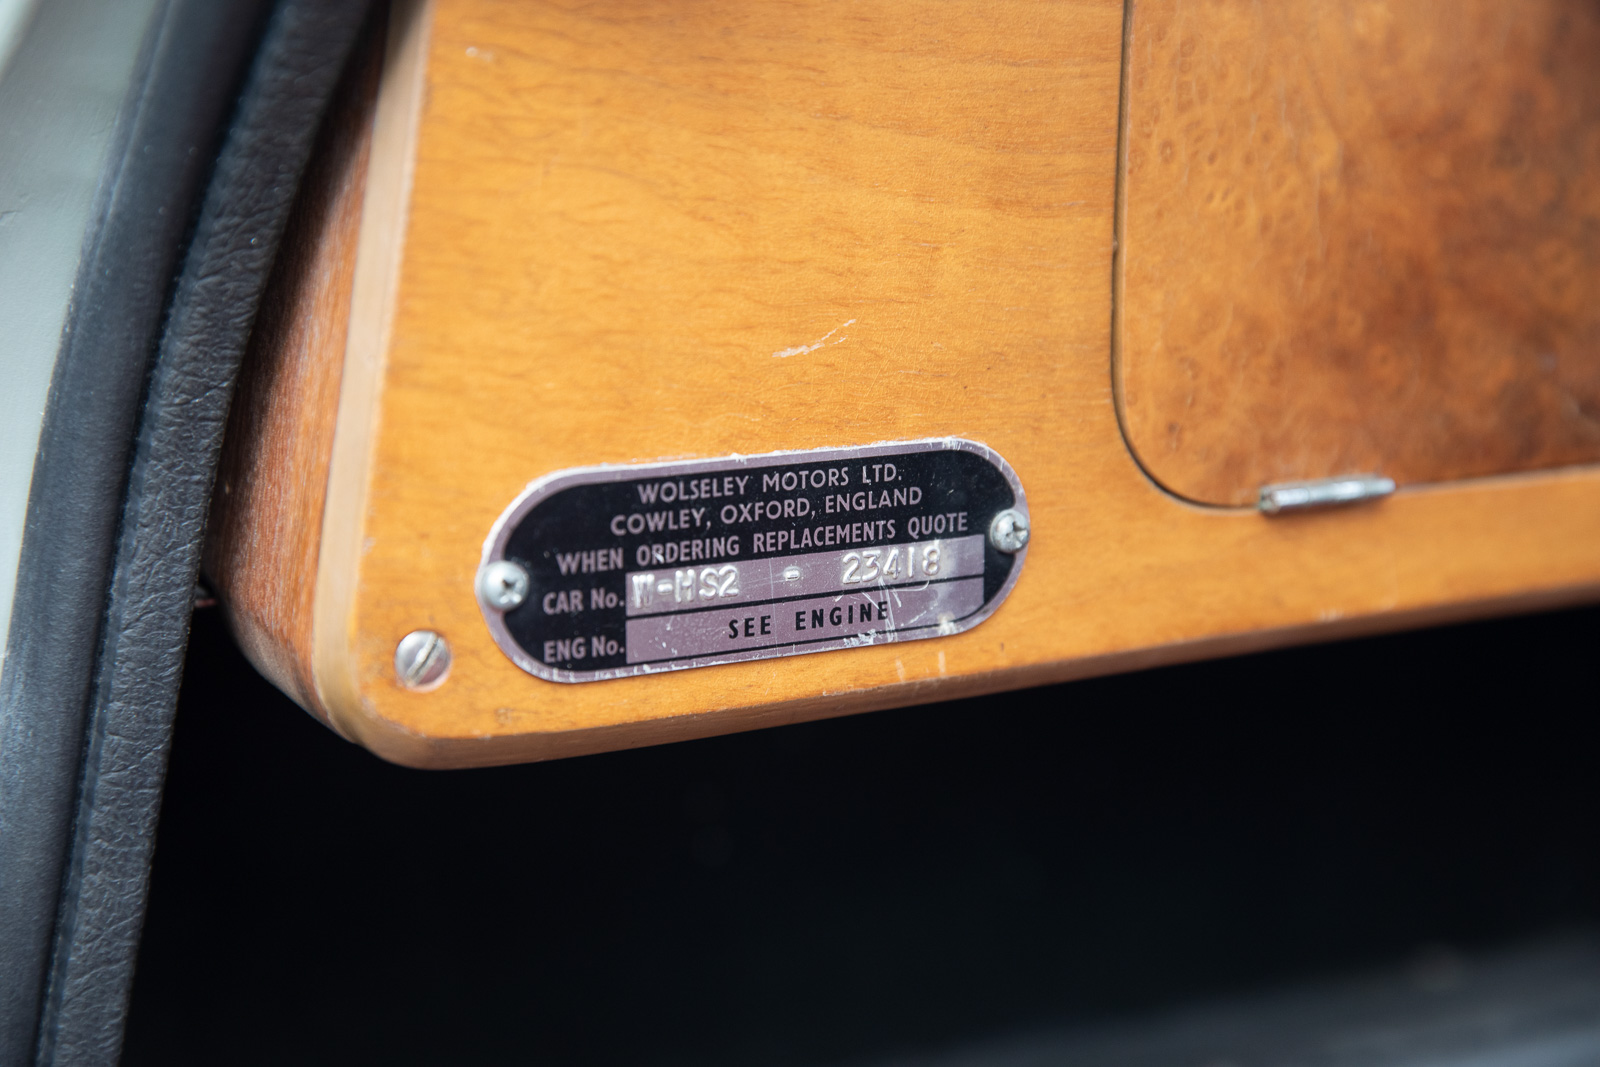 WOLSELEY MOTORS LTD.
COWLEY, OXFORD, ENGLAND
WHEN ORDERING REPLACEMENTS QUOTE
CAR No. W-HS2 - 23418
ENG No. SEE ENGINE